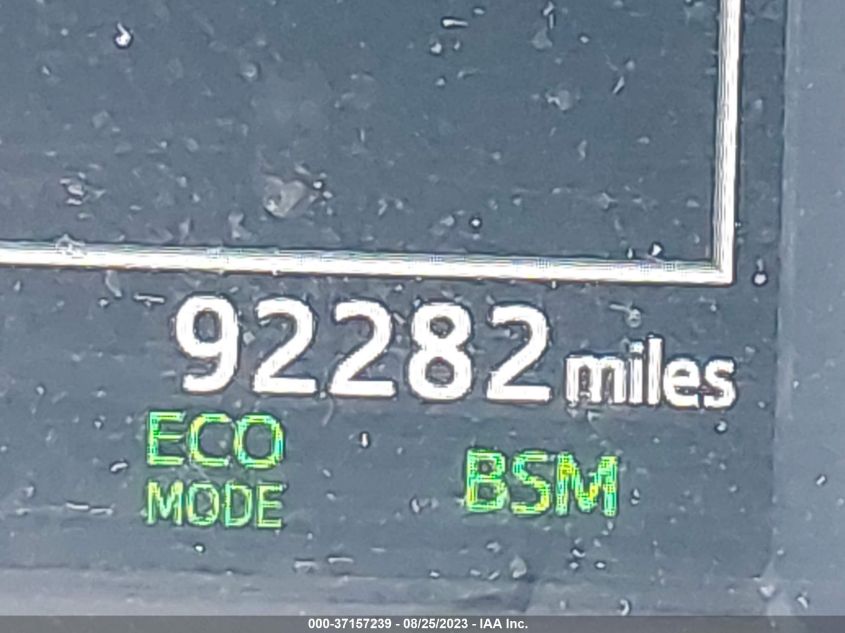 92282 miles
ECO BSM
MODE
000-37157239 - 08/25/2023 - IAA Inc.